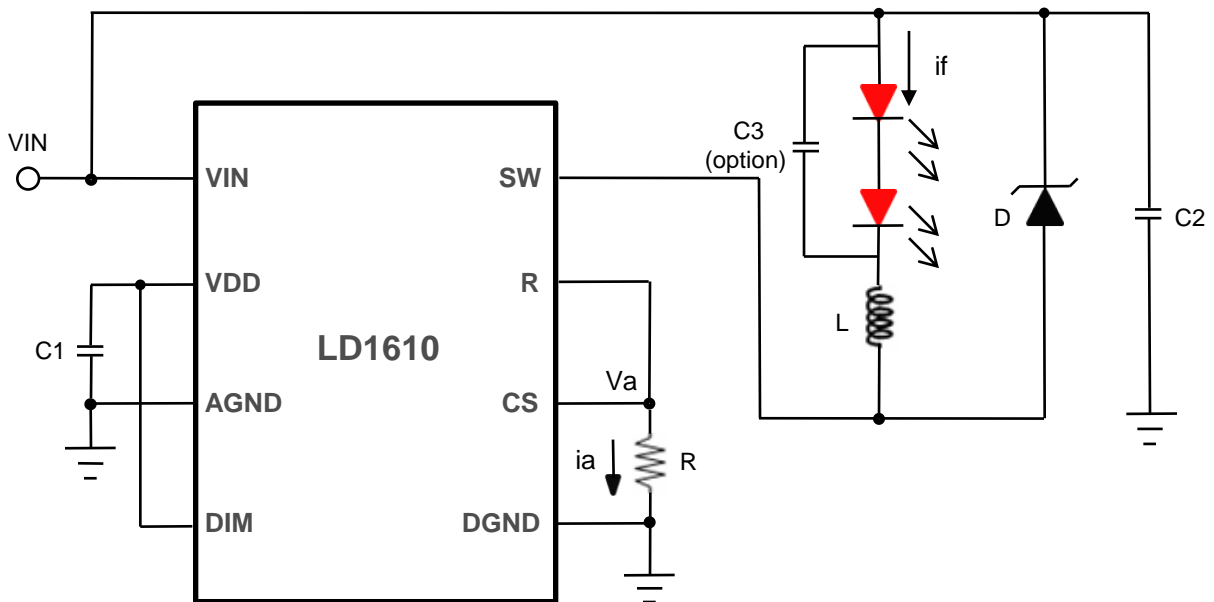 if
C3
(option)
VIN
VIN
SW
D
C2
VDD
R
C1
LD1610
L
Va
AGND
CS
ia
R
DIM
DGND